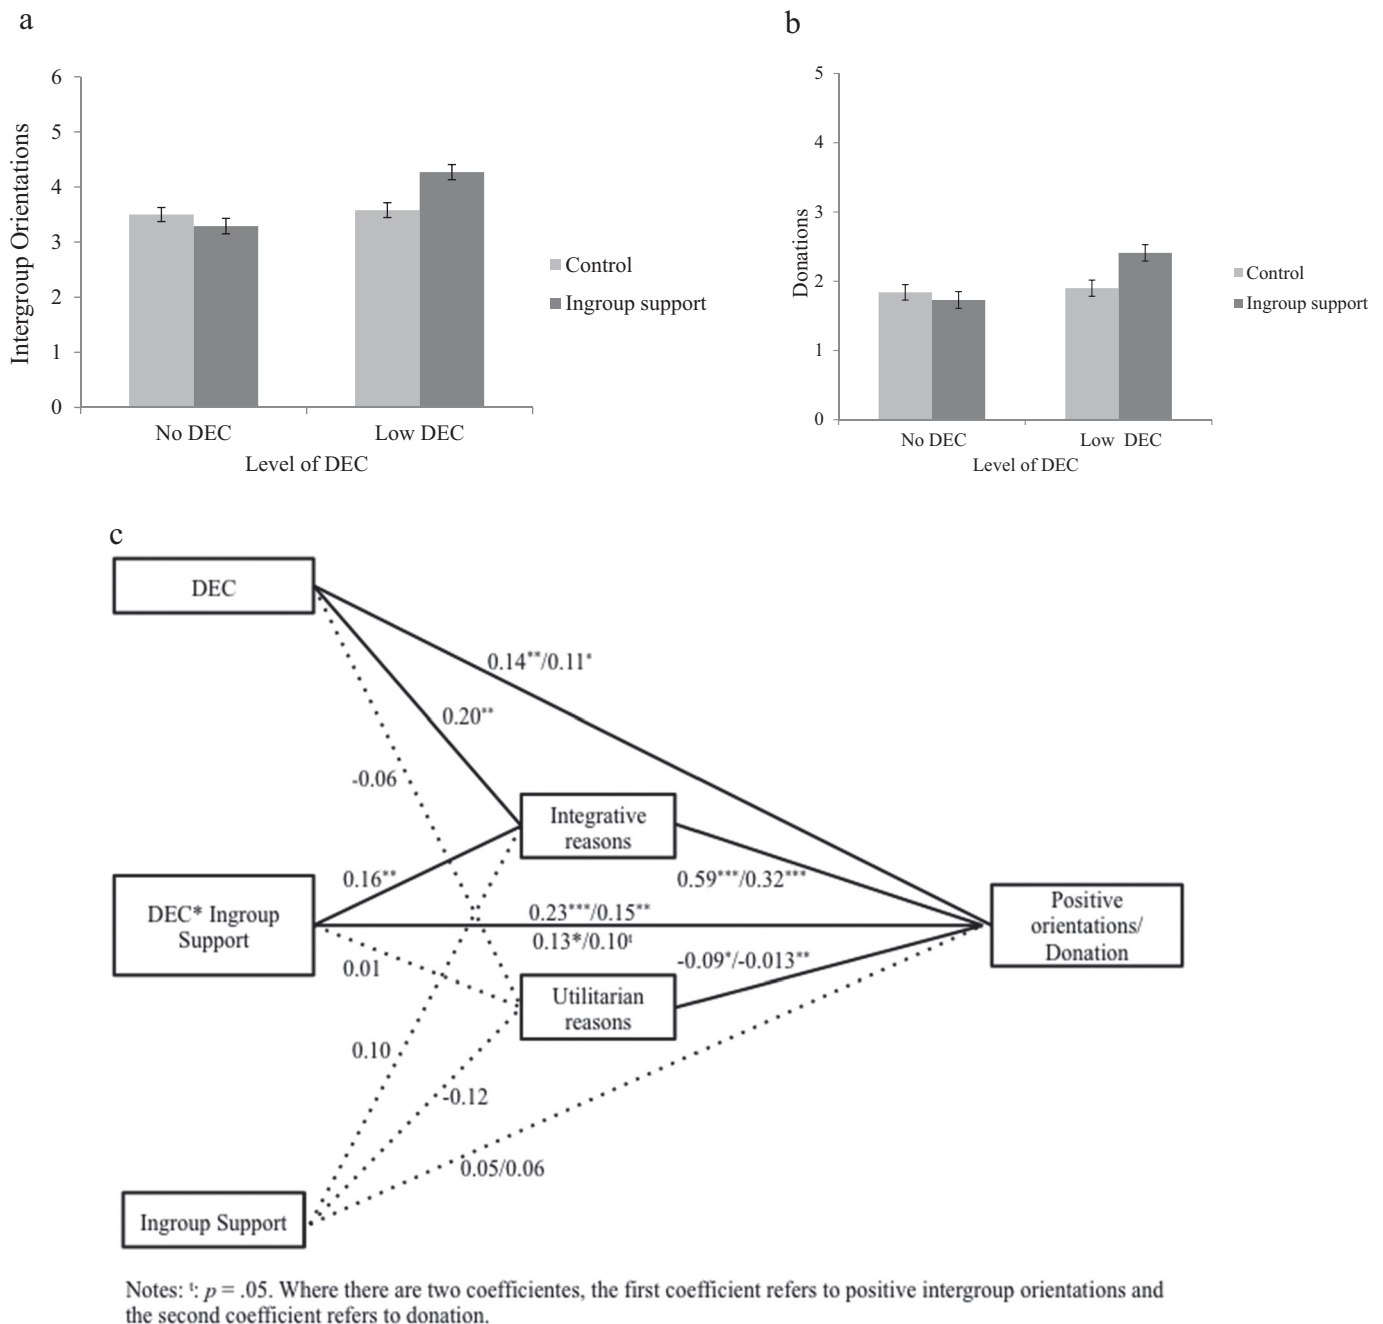 a
6
5
4
3
2
1
0
Intergroup Orientations
No DEC
Low DEC
Level of DEC
Control
Ingroup support
b
5
4
3
2
1
0
Donations
No DEC
Low DEC
Level of DEC
Control
Ingroup support
c
DEC
0.14**/0.11*
0.20**
-0.06
Integrative
reasons
0.16**
0.59***/0.32***
DEC* Ingroup
Support
0.23***/0.15**
0.13*/0.10ᵗ
Positive
orientations/
Donation
0.01
-0.09*/-0.013**
Utilitarian
reasons
0.10
-0.12
0.05/0.06
Ingroup Support
Notes: ᵗ: p = .05. Where there are two coefficientes, the first coefficient refers to positive intergroup orientations and
the second coefficient refers to donation.